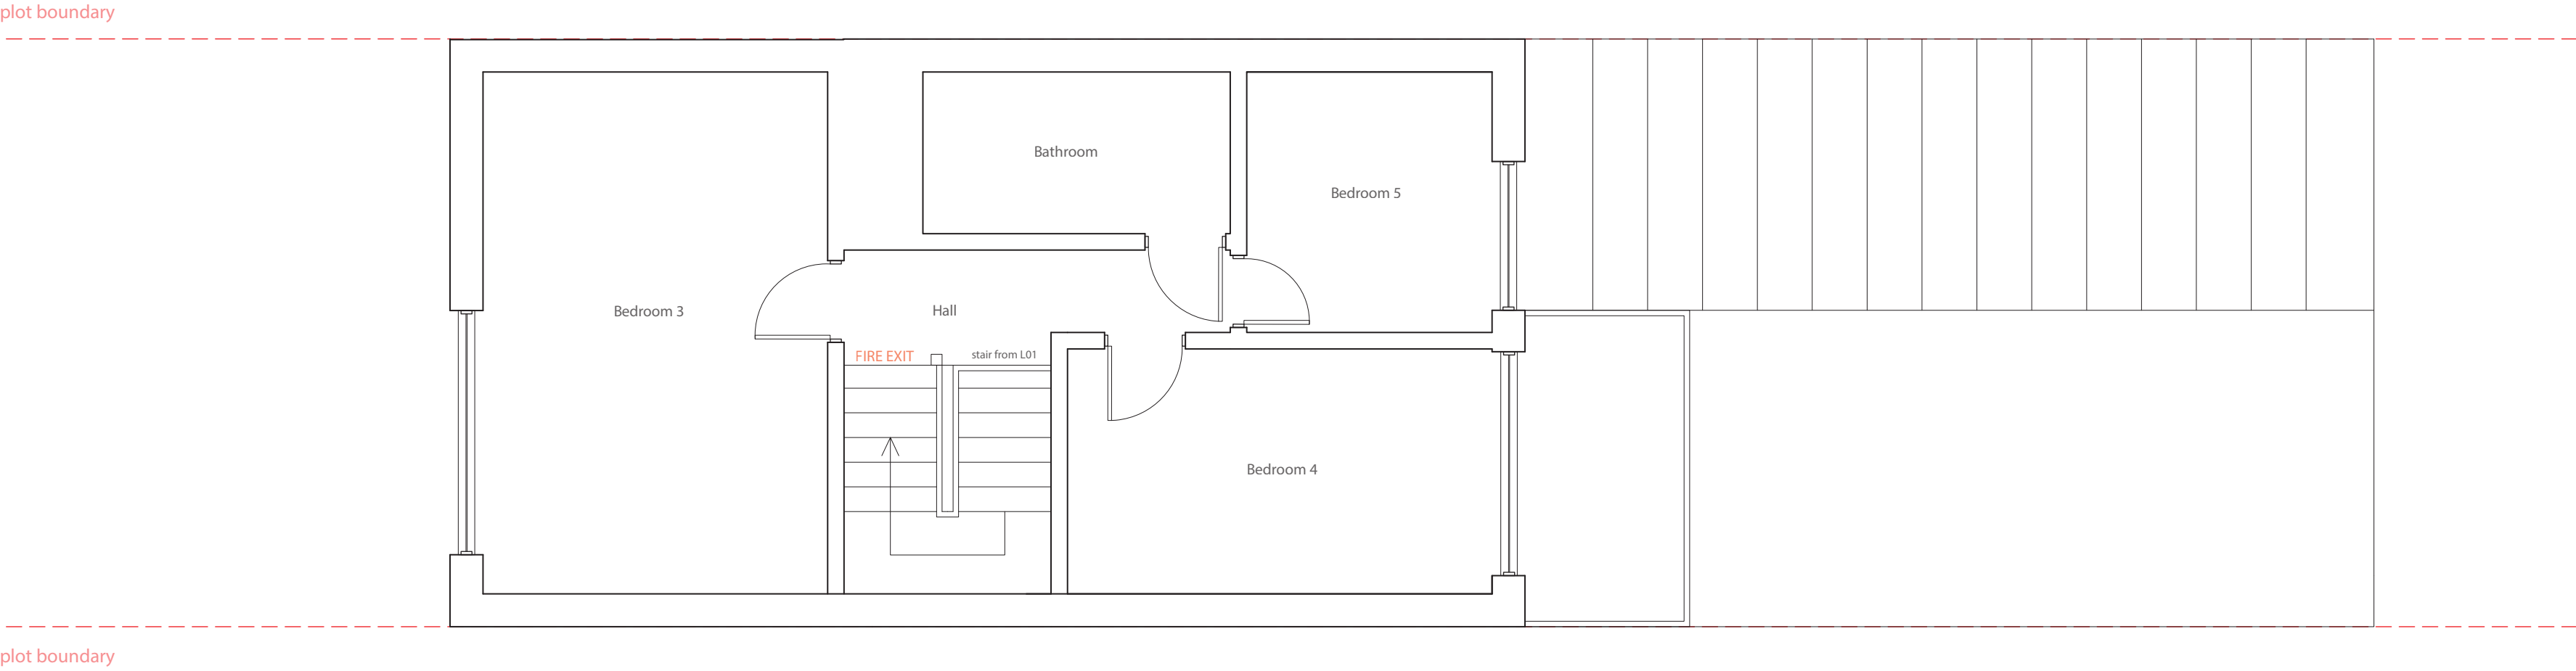 plot boundary
Bathroom
Bedroom 5
Bedroom 3
Hall
FIRE EXIT
stair from L01
Bedroom 4
plot boundary